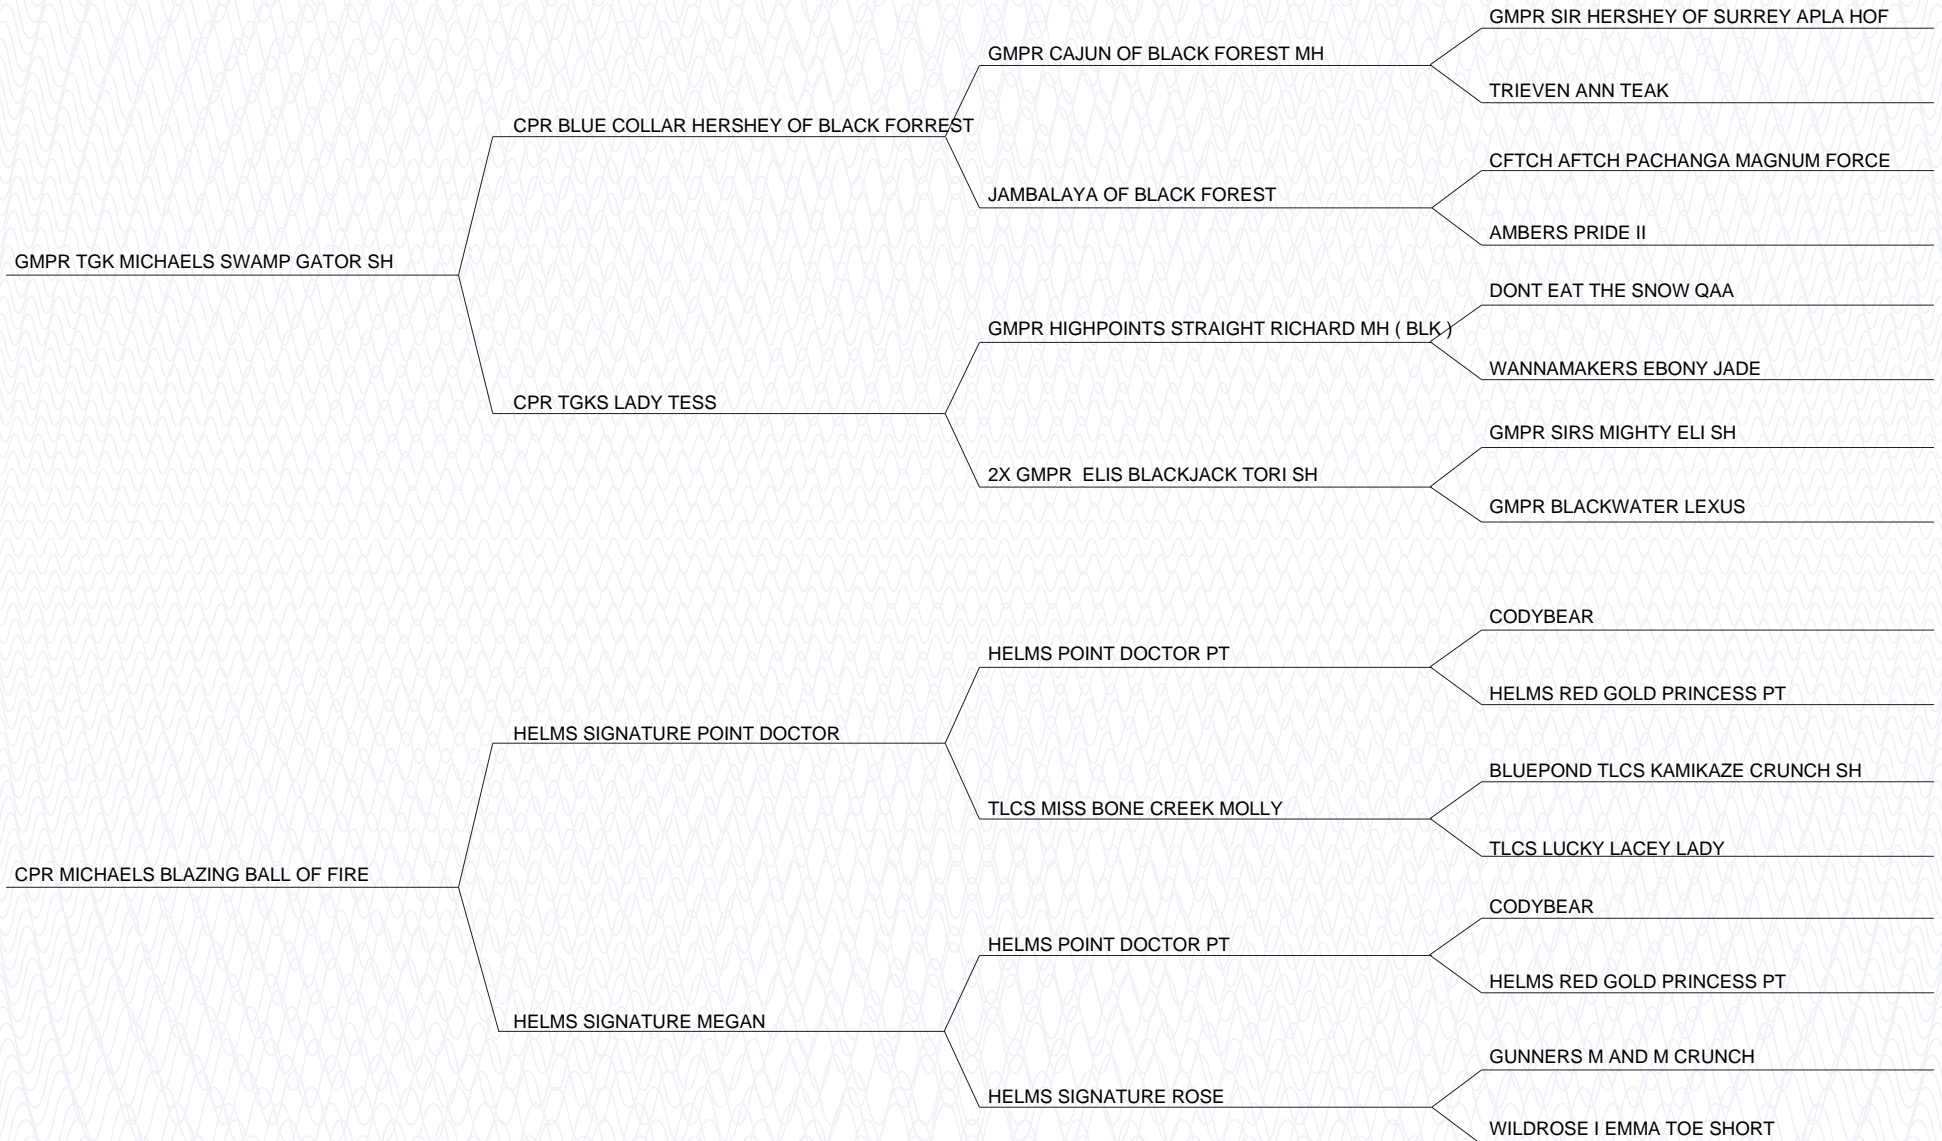 GMPR SIR HERSHEY OF SURREY APLA HOF
GMPR CAJUN OF BLACK FOREST MH
TRIEVEN ANN TEAK
CPR BLUE COLLAR HERSHEY OF BLACK FORREST
CFTCH AFTCH PACHANGA MAGNUM FORCE
JAMBALAYA OF BLACK FOREST
AMBERS PRIDE II
GMPR TGK MICHAELS SWAMP GATOR SH
DONT EAT THE SNOW QAA
GMPR HIGHPOINTS STRAIGHT RICHARD MH ( BLK )
WANNAMAKERS EBONY JADE
CPR TGKS LADY TESS
GMPR SIRS MIGHTY ELI SH
2X GMPR  ELIS BLACKJACK TORI SH
GMPR BLACKWATER LEXUS
CODYBEAR
HELMS POINT DOCTOR PT
HELMS RED GOLD PRINCESS PT
HELMS SIGNATURE POINT DOCTOR
BLUEPOND TLCS KAMIKAZE CRUNCH SH
TLCS MISS BONE CREEK MOLLY
TLCS LUCKY LACEY LADY
CPR MICHAELS BLAZING BALL OF FIRE
CODYBEAR
HELMS POINT DOCTOR PT
HELMS RED GOLD PRINCESS PT
HELMS SIGNATURE MEGAN
GUNNERS M AND M CRUNCH
HELMS SIGNATURE ROSE
WILDROSE I EMMA TOE SHORT